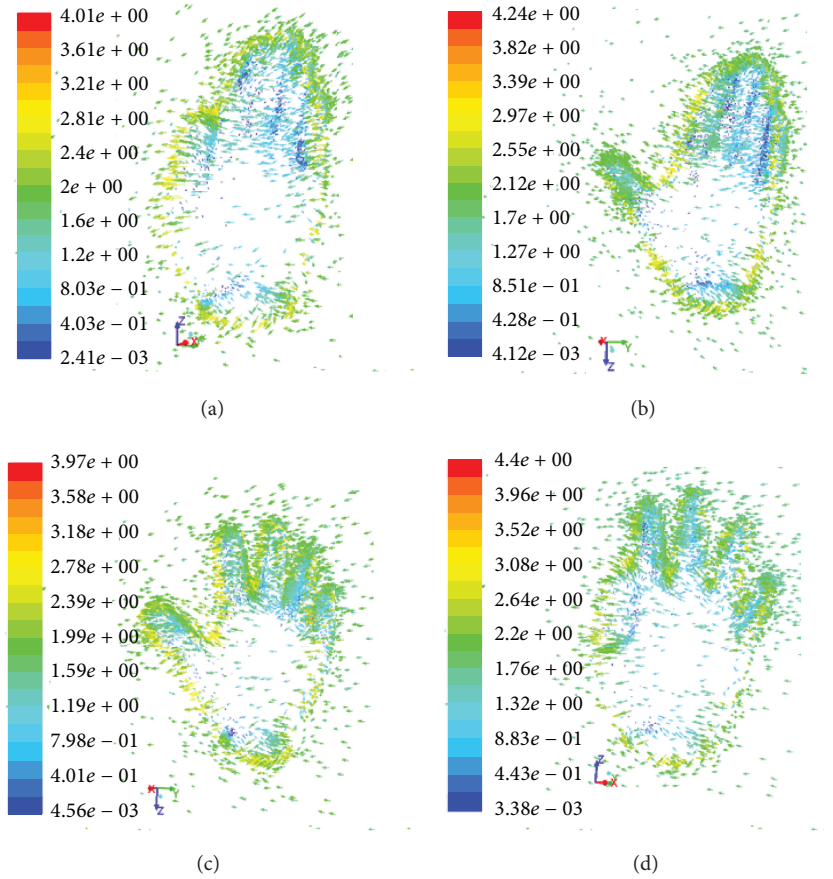 4.01e + 00
3.61e + 00
3.21e + 00
2.81e + 00
2.4e + 00
2e + 00
1.6e + 00
1.2e + 00
8.03e − 01
4.03e − 01
2.41e − 03
Z
X
(a)
4.24e + 00
3.82e + 00
3.39e + 00
2.97e + 00
2.55e + 00
2.12e + 00
1.7e + 00
1.27e + 00
8.51e − 01
4.28e − 01
4.12e − 03
X
Y
Z
(b)
3.97e + 00
3.58e + 00
3.18e + 00
2.78e + 00
2.39e + 00
1.99e + 00
1.59e + 00
1.19e + 00
7.98e − 01
4.01e − 01
4.56e − 03
X
Y
Z
(c)
4.4e + 00
3.96e + 00
3.52e + 00
3.08e + 00
2.64e + 00
2.2e + 00
1.76e + 00
1.32e + 00
8.83e − 01
4.43e − 01
3.38e − 03
Z
X
(d)